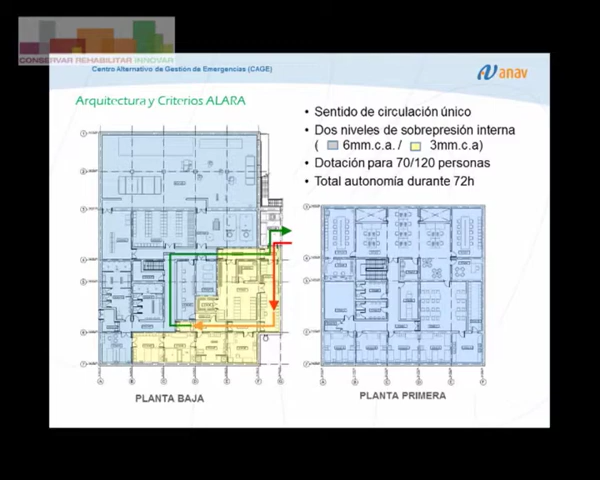 CONSERVAR REHABILITAR INNOVAR
Centro Alternativo de Gestión de Emergencias (CAGE)
anav
Arquitectura y Criterios ALARA
• Sentido de circulación único
• Dos niveles de sobrepresión interna
( 6mm.c.a. / 3mm.c.a)
• Dotación para 70/120 personas
• Total autonomía durante 72h
PLANTA BAJA
PLANTA PRIMERA